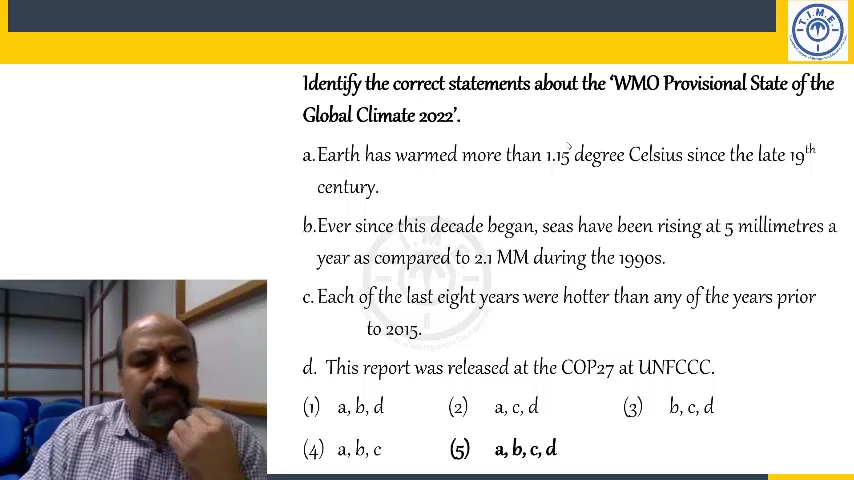 T.I.M.E.
Identify the correct statements about the ‘WMO Provisional State of the
Global Climate 2022’.
a. Earth has warmed more than 1.15 degree Celsius since the late 19th
century.
b. Ever since this decade began, seas have been rising at 5 millimetres a
year as compared to 2.1 MM during the 1990s.
c. Each of the last eight years were hotter than any of the years prior
to 2015.
d. This report was released at the COP27 at UNFCCC.
(1) a, b, d (2) a, c, d (3) b, c, d
(4) a, b, c (5) a, b, c, d